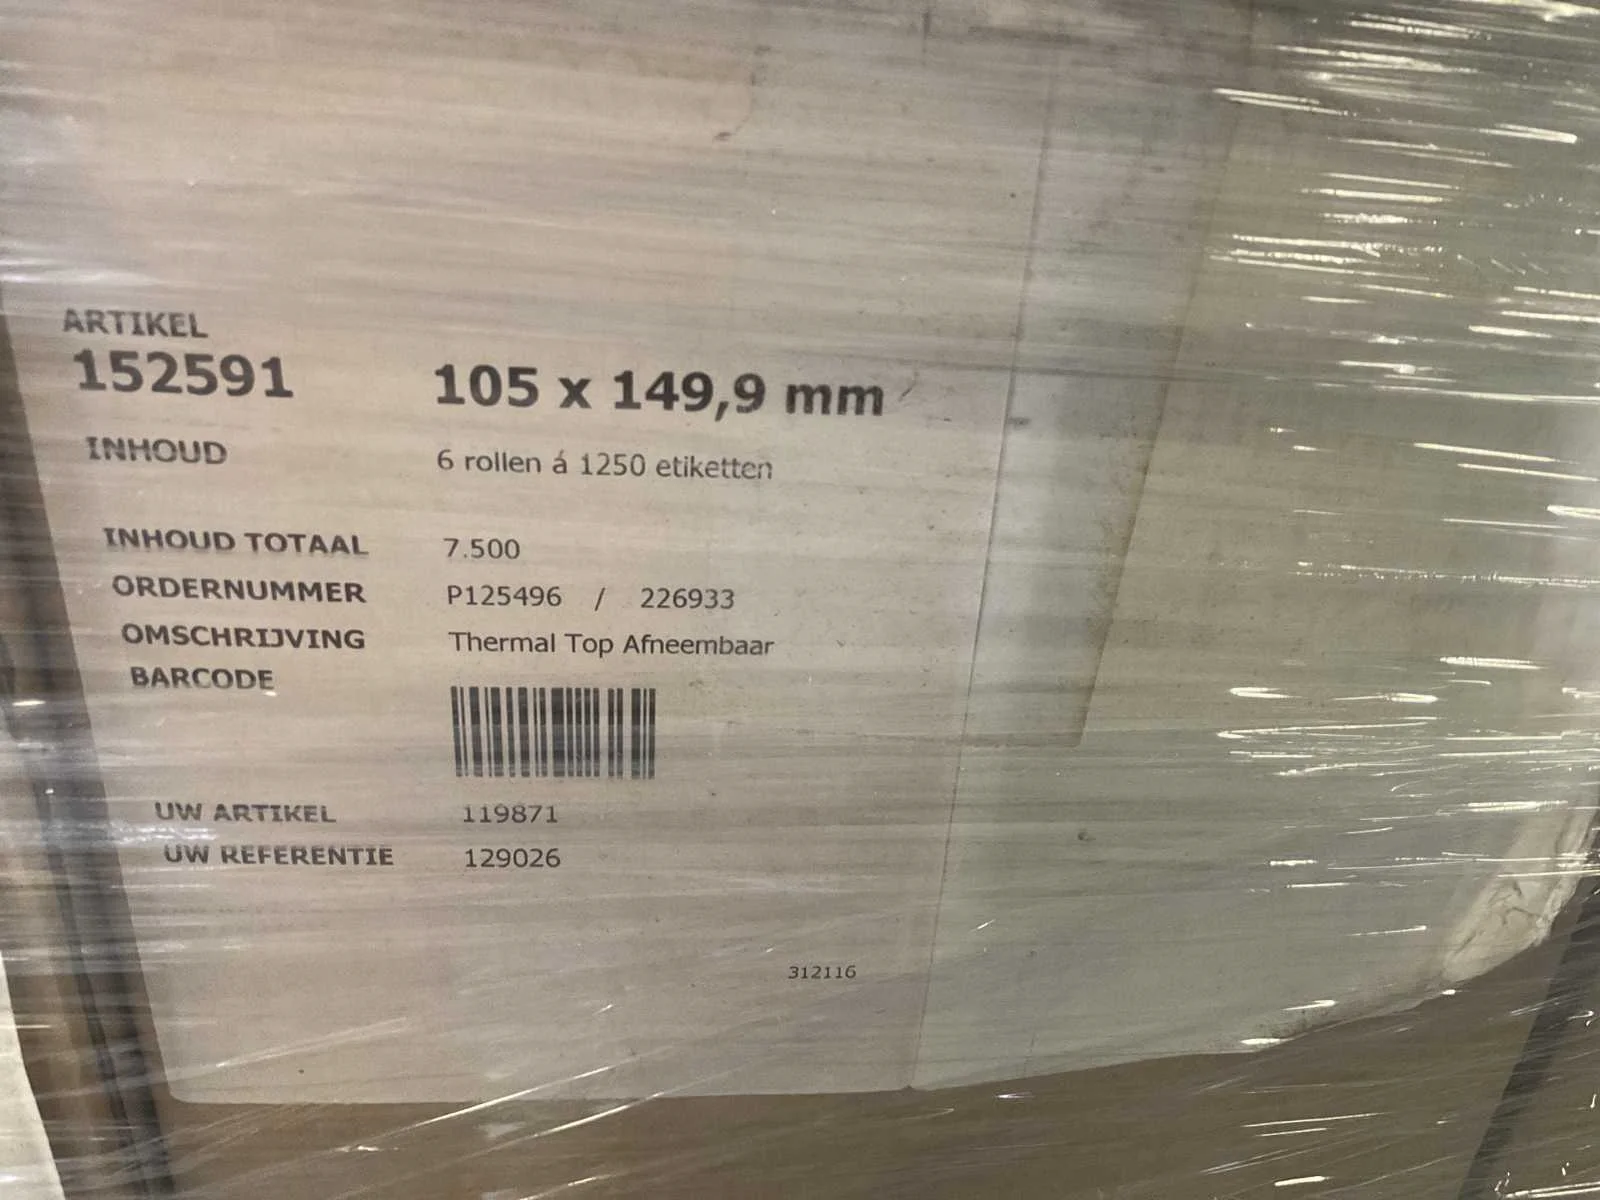 ARTIKEL
152591 105 x 149,9 mm
INHOUD 6 rollen á 1250 etiketten
INHOUD TOTAAL 7.500
ORDERNUMMER P125496 / 226933
OMSCHRIJVING Thermal Top Afneembaar
BARCODE
UW ARTIKEL 119871
UW REFERENTIE 129026
312116